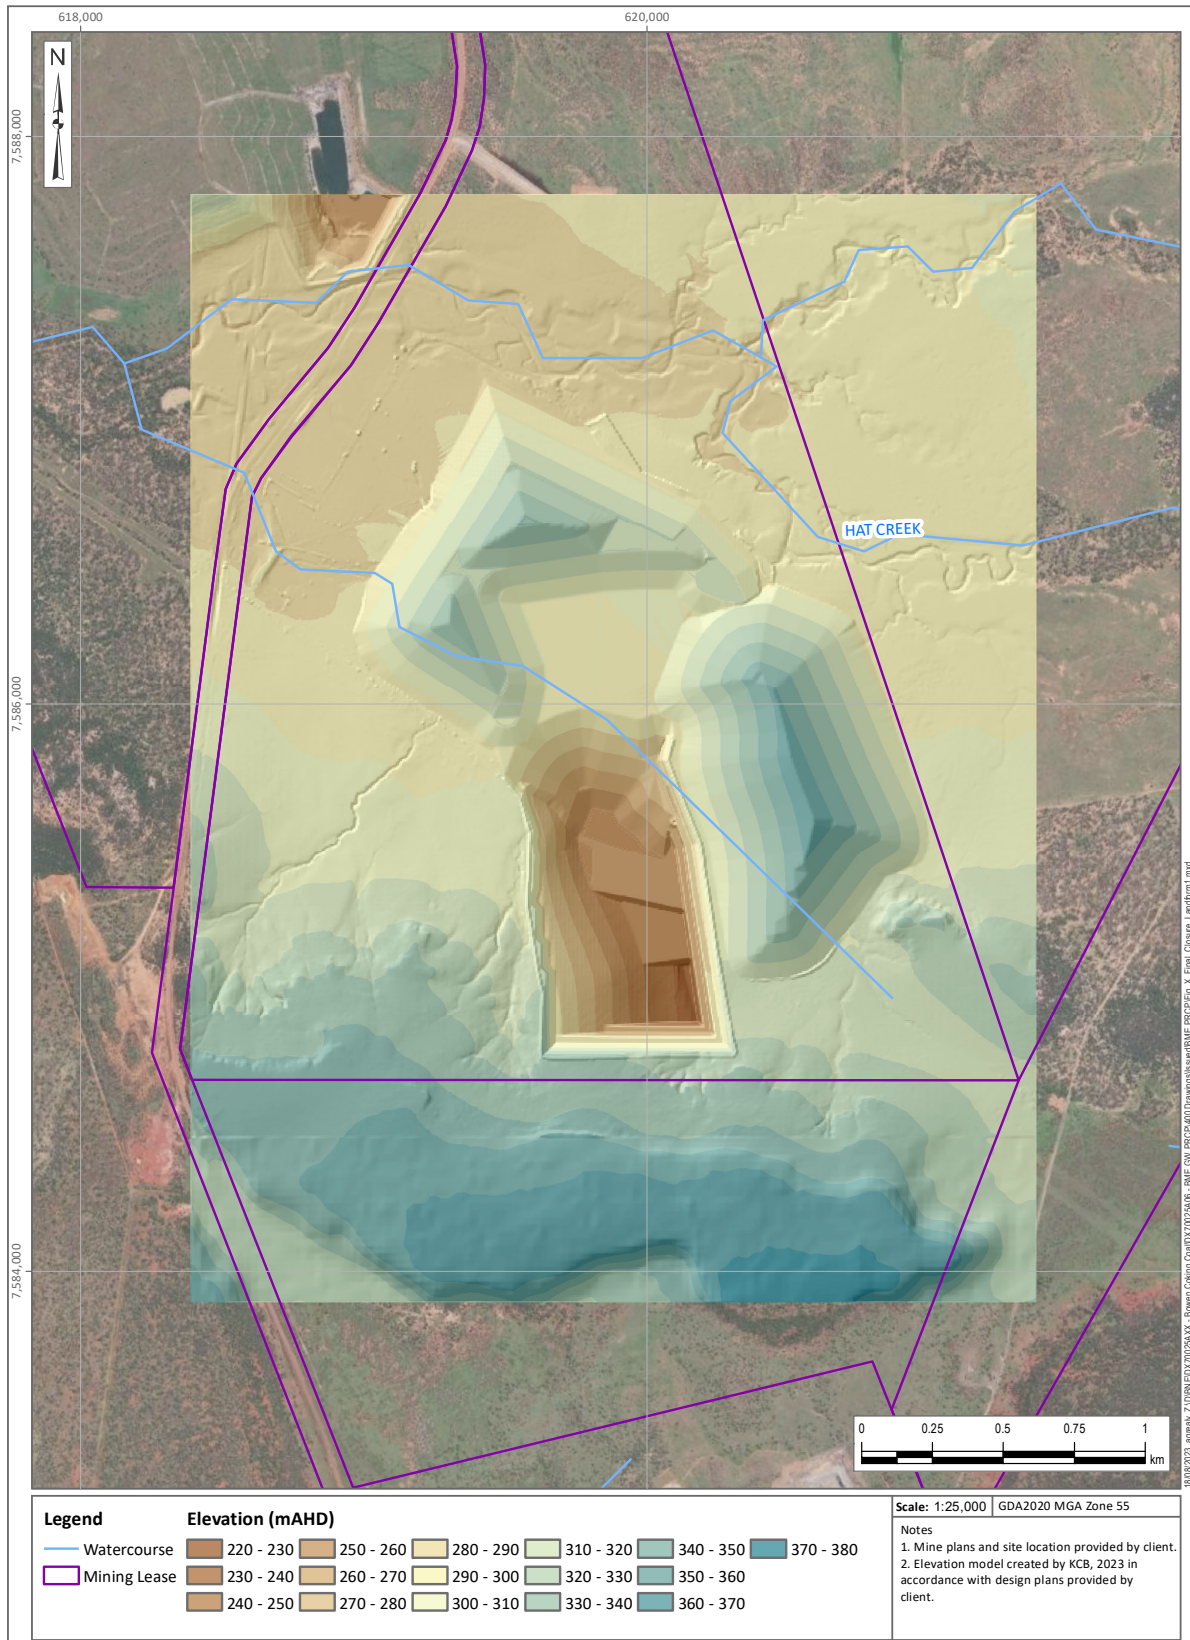 618,000
620,000
N
7,588,000
HAT CREEK
7,586,000
7,584,000
0 0.25 0.5 0.75 1
km
Legend
Watercourse
Mining Lease
Elevation (mAHD)
220 - 230
230 - 240
240 - 250
250 - 260
260 - 270
270 - 280
280 - 290
290 - 300
300 - 310
310 - 320
320 - 330
330 - 340
340 - 350
350 - 360
360 - 370
370 - 380
Scale: 1:25,000
GDA2020 MGA Zone 55
Notes
1. Mine plans and site location provided by client.
2. Elevation model created by KCB, 2023 in
accordance with design plans provided by
client.